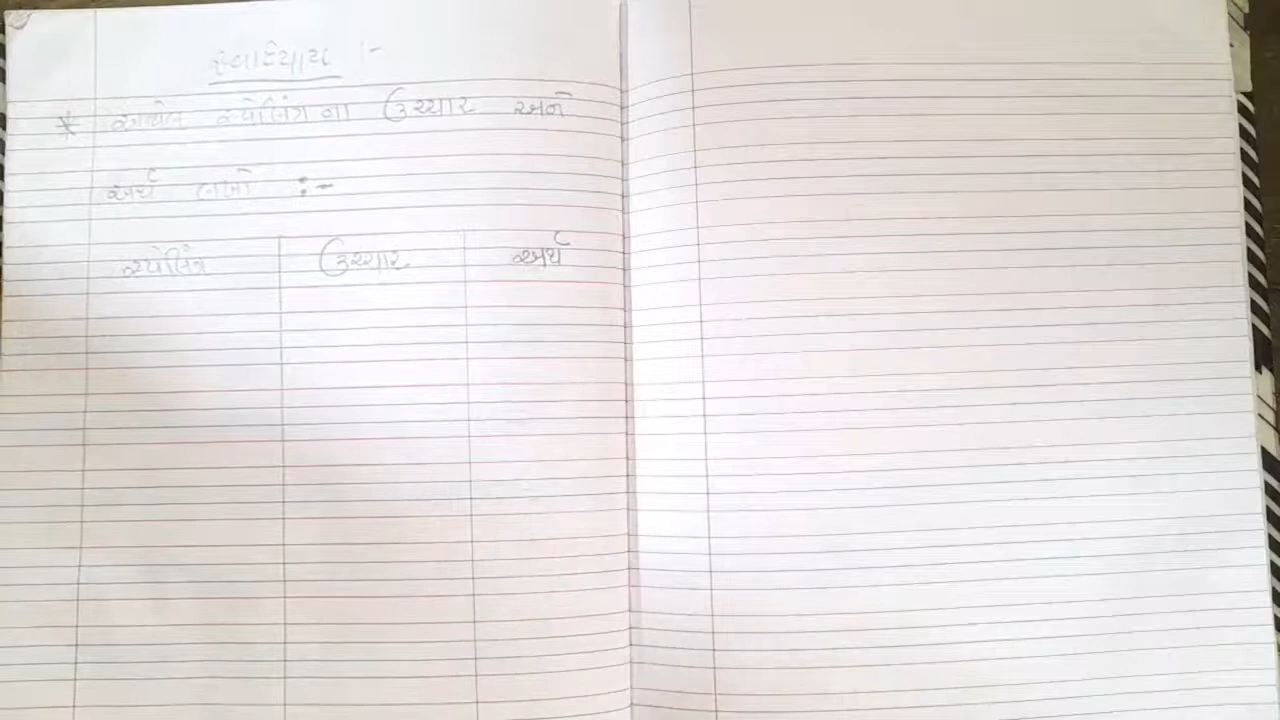 સ્વાધ્યાય :-
* આપેલ સ્પેલિંગ ના ઉચ્ચાર અને
અર્થ લખો :-
સ્પેલિંગ ઉચ્ચાર અર્થ